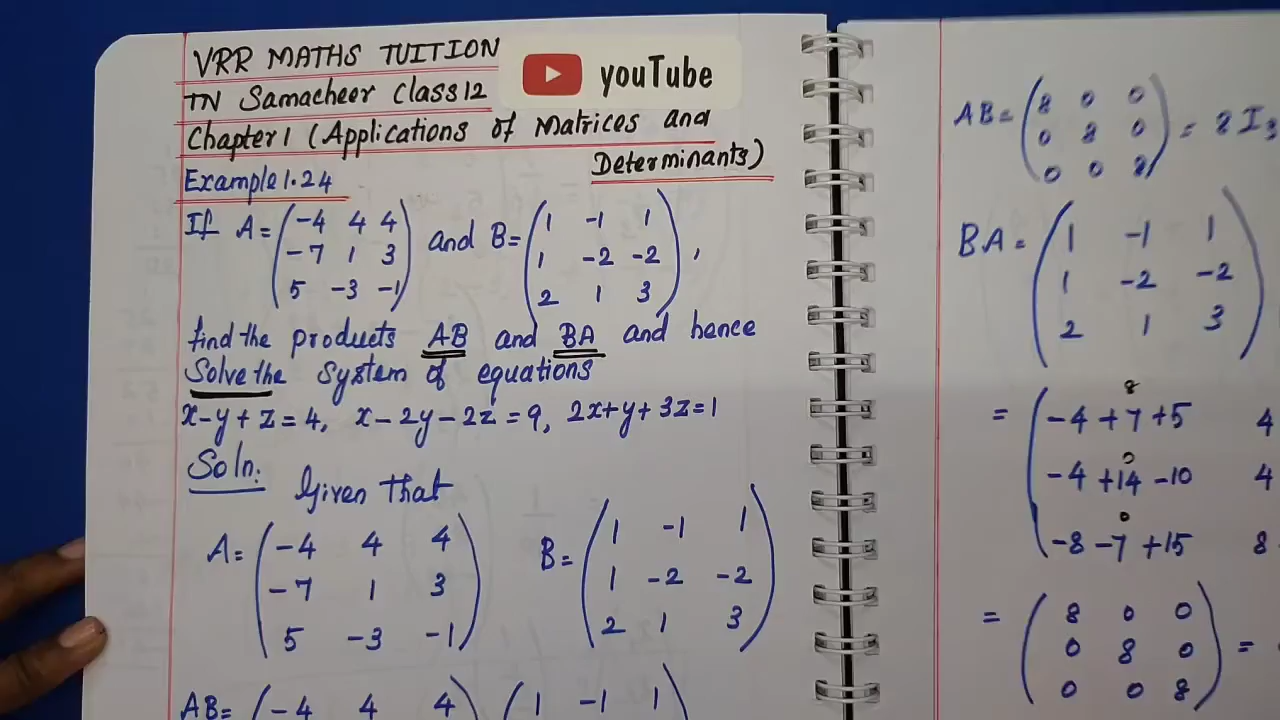 VRR MATHS TUITION
YouTube
TN Samacheer Class 12
Chapter 1 (Applications of Matrices and
Determinants)
Example 1.24
If A = (-4 4 4
-7 1 3
5 -3 -1) and B = (1 -1 1
1 -2 -2
2 1 3),
find the products AB and BA and hence
Solve the System of equations
x-y+z=4, x-2y-2z=9, 2x+y+3z=1
Soln:
Given that
A = (-4 4 4
-7 1 3
5 -3 -1)
B = (1 -1 1
1 -2 -2
2 1 3)
AB = (-4 4 4) (1 -1 1)
AB = (8 0 0
0 8 0
0 0 8) = 8I3
BA = (1 -1 1
1 -2 -2
2 1 3)
= (-4+7+5 4
-4+14-10 4
-8-7+15 8
8
0
0
= (8 0 0
0 8 0
0 0 8) =